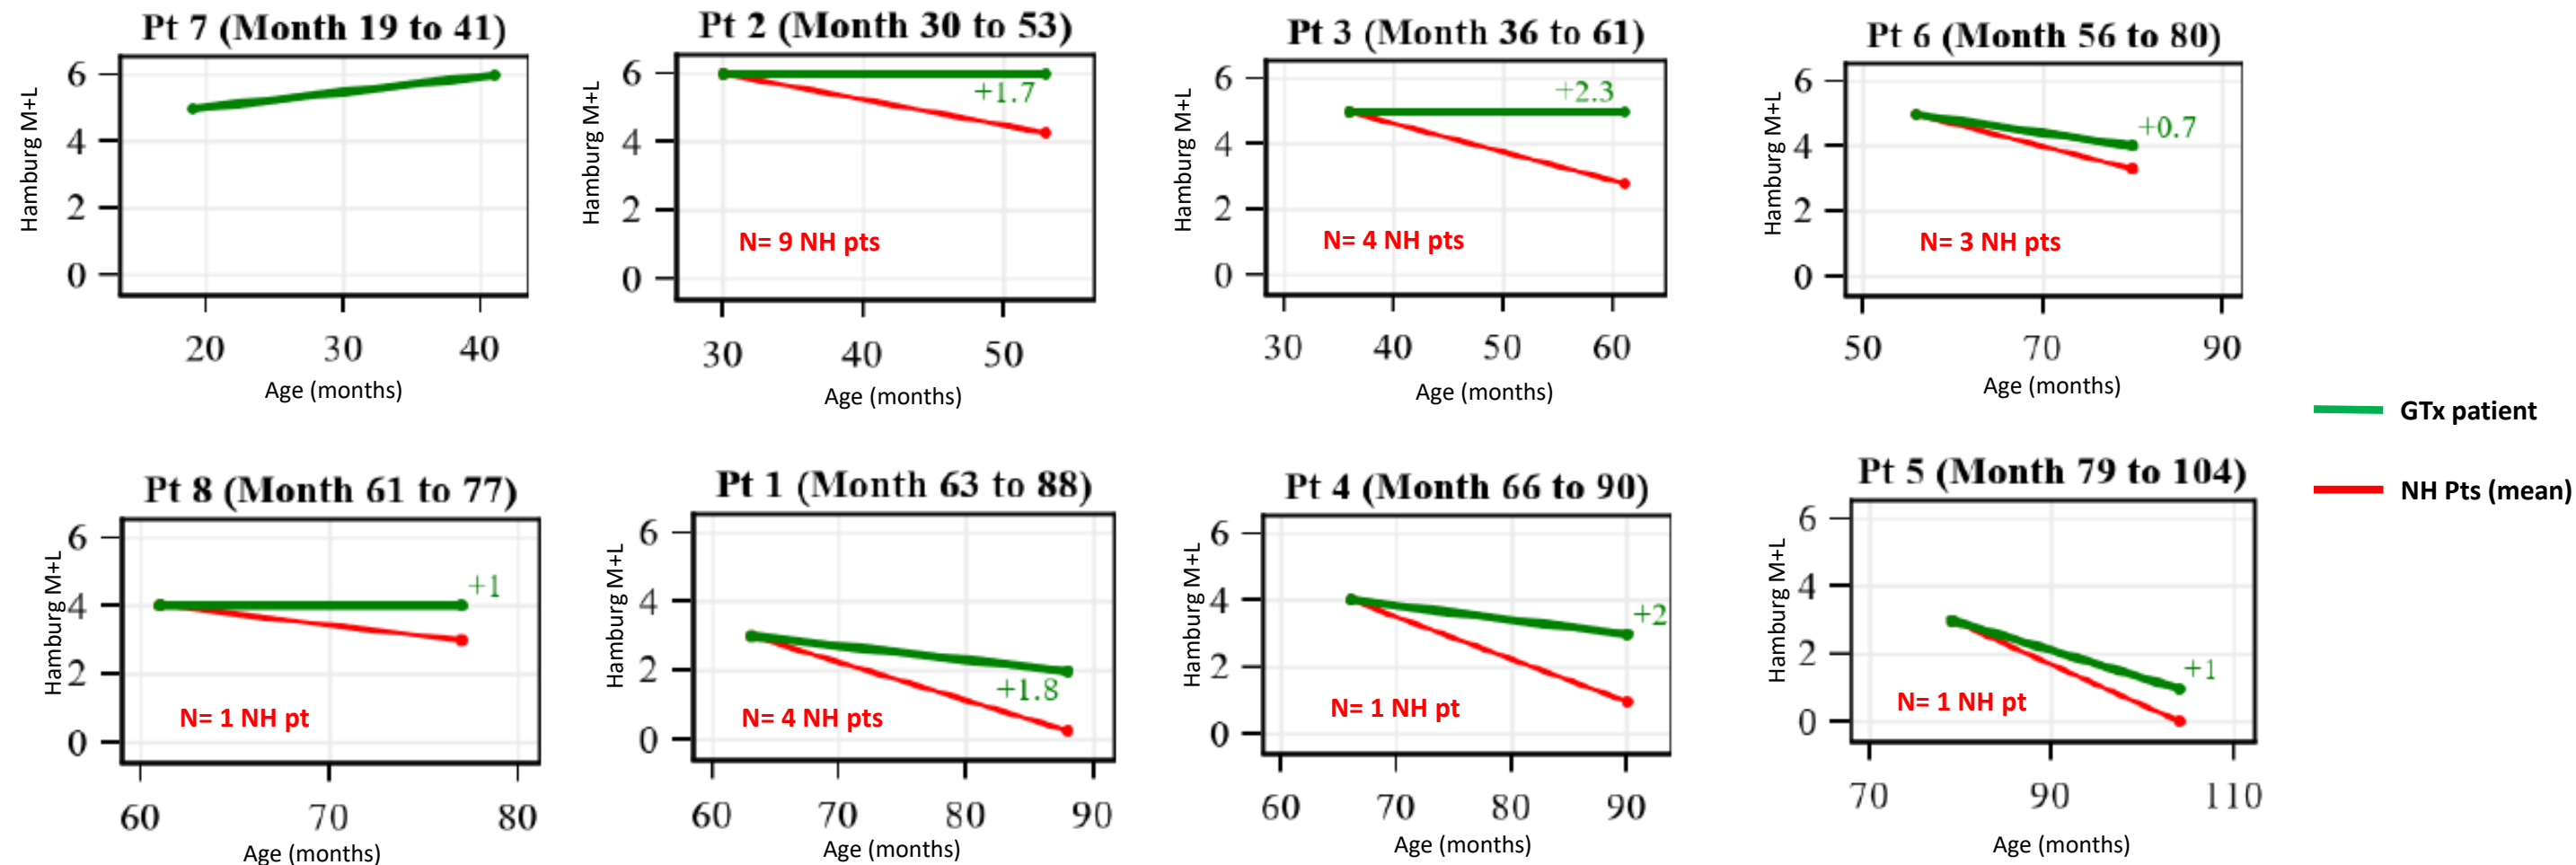 Pt 7 (Month 19 to 41)
Hamburg M+L
6
4
2
0
20 30 40
Age (months)
Pt 2 (Month 30 to 53)
Hamburg M+L
6
4
2
0
+1.7
N= 9 NH pts
30 40 50
Age (months)
Pt 3 (Month 36 to 61)
Hamburg M+L
6
4
2
0
+2.3
N= 4 NH pts
30 40 50 60
Age (months)
Pt 6 (Month 56 to 80)
Hamburg M+L
6
4
2
0
+0.7
N= 3 NH pts
50 70 90
Age (months)
GTx patient
NH Pts (mean)
Pt 8 (Month 61 to 77)
Hamburg M+L
6
4
2
0
+1
N= 1 NH pt
60 70 80
Age (months)
Pt 1 (Month 63 to 88)
Hamburg M+L
6
4
2
0
+1.8
N= 4 NH pts
60 70 80 90
Age (months)
Pt 4 (Month 66 to 90)
Hamburg M+L
6
4
2
0
+2
N= 1 NH pt
60 70 80 90
Age (months)
Pt 5 (Month 79 to 104)
Hamburg M+L
6
4
2
0
+1
N= 1 NH pt
70 90 110
Age (months)